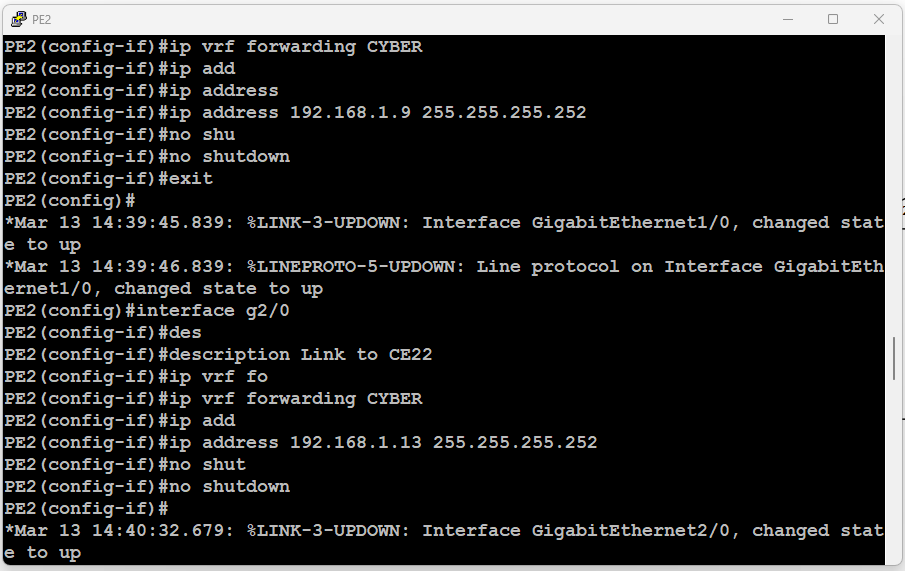 PE2
PE2(config-if)#ip vrf forwarding CYBER
PE2(config-if)#ip add
PE2(config-if)#ip address
PE2(config-if)#ip address 192.168.1.9 255.255.255.252
PE2(config-if)#no shu
PE2(config-if)#no shutdown
PE2(config-if)#exit
PE2(config)#
*Mar 13 14:39:45.839: %LINK-3-UPDOWN: Interface GigabitEthernet1/0, changed stat
e to up
*Mar 13 14:39:46.839: %LINEPROTO-5-UPDOWN: Line protocol on Interface GigabitEth
ernet1/0, changed state to up
PE2(config)#interface g2/0
PE2(config-if)#des
PE2(config-if)#description Link to CE22
PE2(config-if)#ip vrf fo
PE2(config-if)#ip vrf forwarding CYBER
PE2(config-if)#ip add
PE2(config-if)#ip address 192.168.1.13 255.255.255.252
PE2(config-if)#no shut
PE2(config-if)#no shutdown
PE2(config-if)#
*Mar 13 14:40:32.679: %LINK-3-UPDOWN: Interface GigabitEthernet2/0, changed stat
e to up